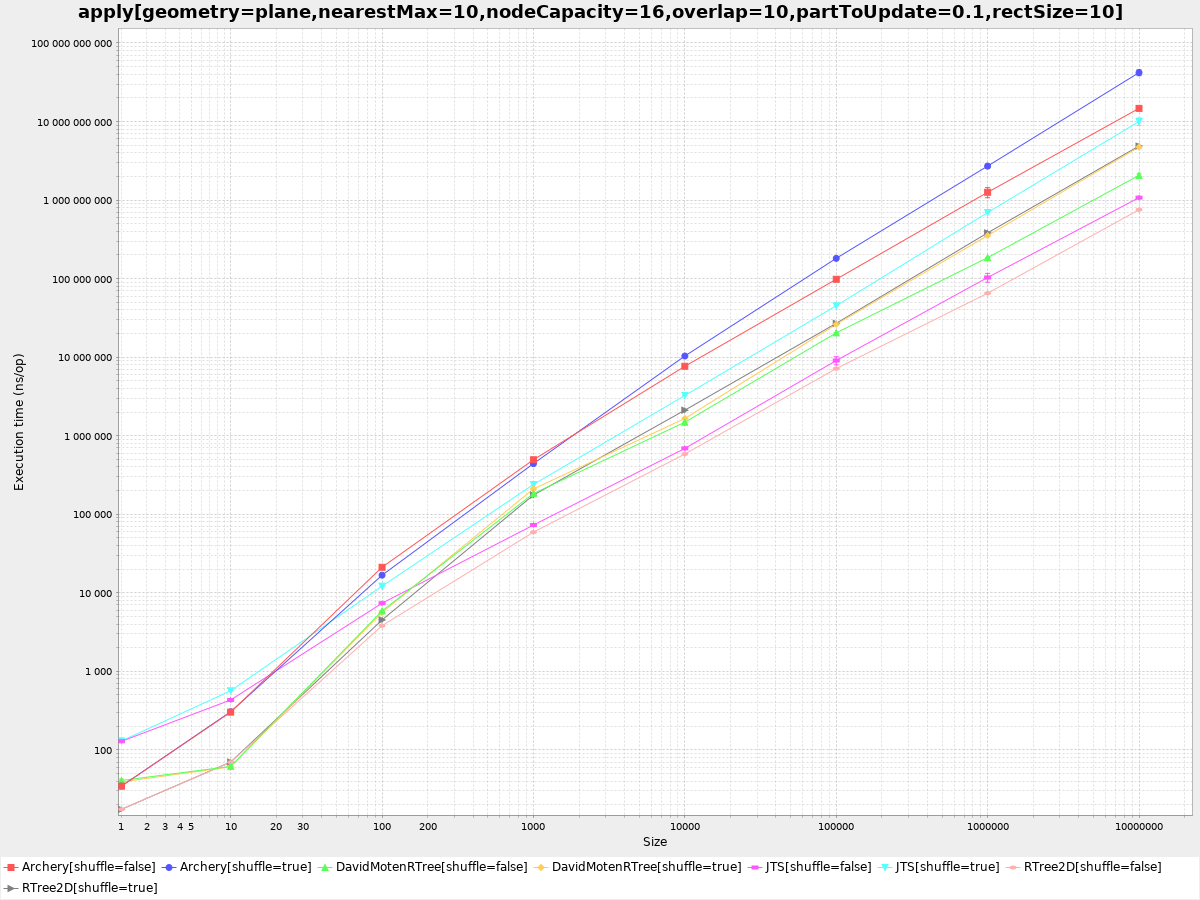 apply[geometry=plane,nearestMax=10,nodeCapacity=16,overlap=10,partToUpdate=0.1,rectSize=10]
100 000 000 000
10 000 000 000
1 000 000 000
100 000 000
10 000 000
1 000 000
100 000
10 000
1 000
100
Execution time (ns/op)
1 2 3 4 5 10 20 30 100 200 1000 10000 100000 1000000 10000000
Size
Archery[shuffle=false] Archery[shuffle=true] DavidMotenRTree[shuffle=false] DavidMotenRTree[shuffle=true] JTS[shuffle=false] JTS[shuffle=true] RTree2D[shuffle=false]
RTree2D[shuffle=true]